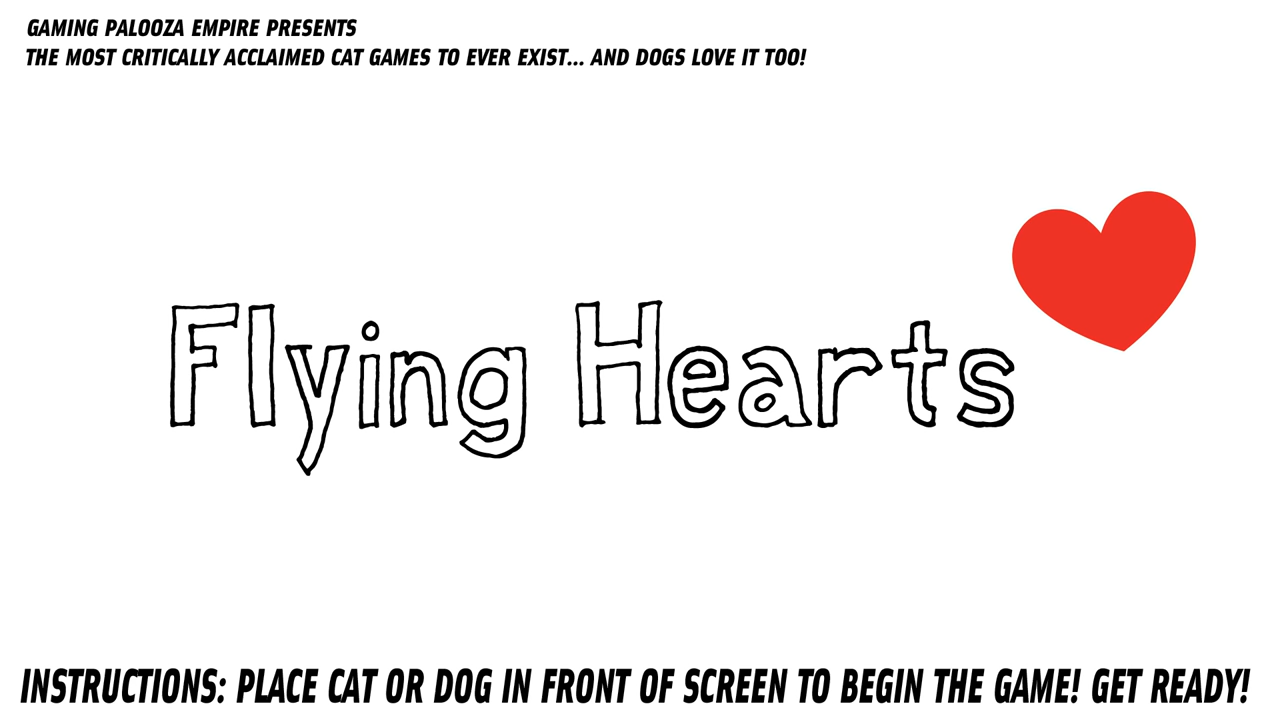 GAMING PALOOZA EMPIRE PRESENTS
THE MOST CRITICALLY ACCLAIMED CAT GAMES TO EVER EXIST... AND DOGS LOVE IT TOO!
Flying Hearts
INSTRUCTIONS: PLACE CAT OR DOG IN FRONT OF SCREEN TO BEGIN THE GAME! GET READY!